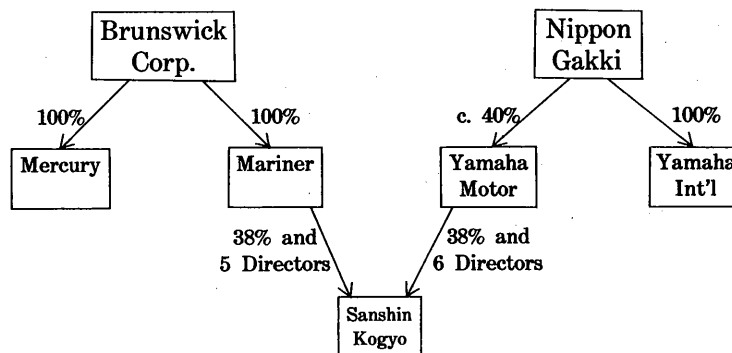 Brunswick
Corp.
Nippon
Gakki
100%
100%
c. 40%
100%
Mercury
Mariner
Yamaha
Motor
Yamaha
Int'l
38% and
5 Directors
38% and
6 Directors
Sanshin
Kogyo